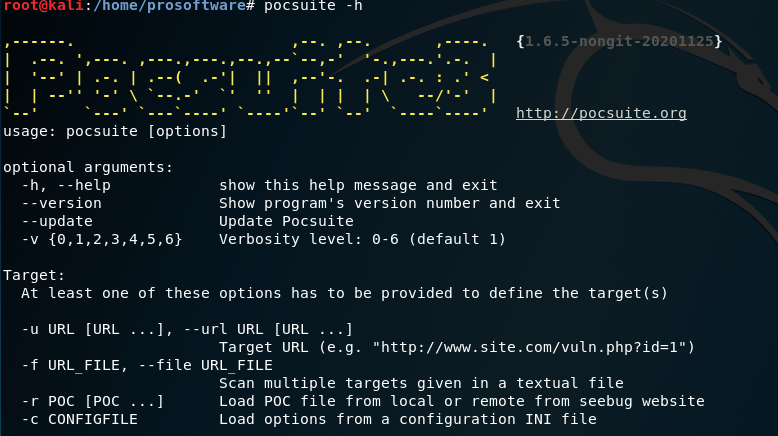 root@kali:/home/prosoftware# pocsuite -h
,------.                        ,--. ,--.       ,----.   {1.6.5-nongit-20201125}
|  .--. ',---. ,---.,---.,--.,--`--,-'  '-.,---.'.-.  |
|  '--' | .-. | .--(  .-'|  ||  ,--'-.  .-| .-. : .' <
|  | --'' '-' \ `--.-'  `'  ''  |  | |  | \   --/'-'  |
`--'     `---' `---`----' `----'`--' `--'  `----`----'   http://pocsuite.org
usage: pocsuite [options]

optional arguments:
  -h, --help            show this help message and exit
  --version             Show program's version number and exit
  --update              Update Pocsuite
  -v {0,1,2,3,4,5,6}    Verbosity level: 0-6 (default 1)

Target:
  At least one of these options has to be provided to define the target(s)

  -u URL [URL ...], --url URL [URL ...]
                        Target URL (e.g. "http://www.site.com/vuln.php?id=1")
  -f URL_FILE, --file URL_FILE
                        Scan multiple targets given in a textual file
  -r POC [POC ...]      Load POC file from local or remote from seebug website
  -c CONFIGFILE         Load options from a configuration INI file